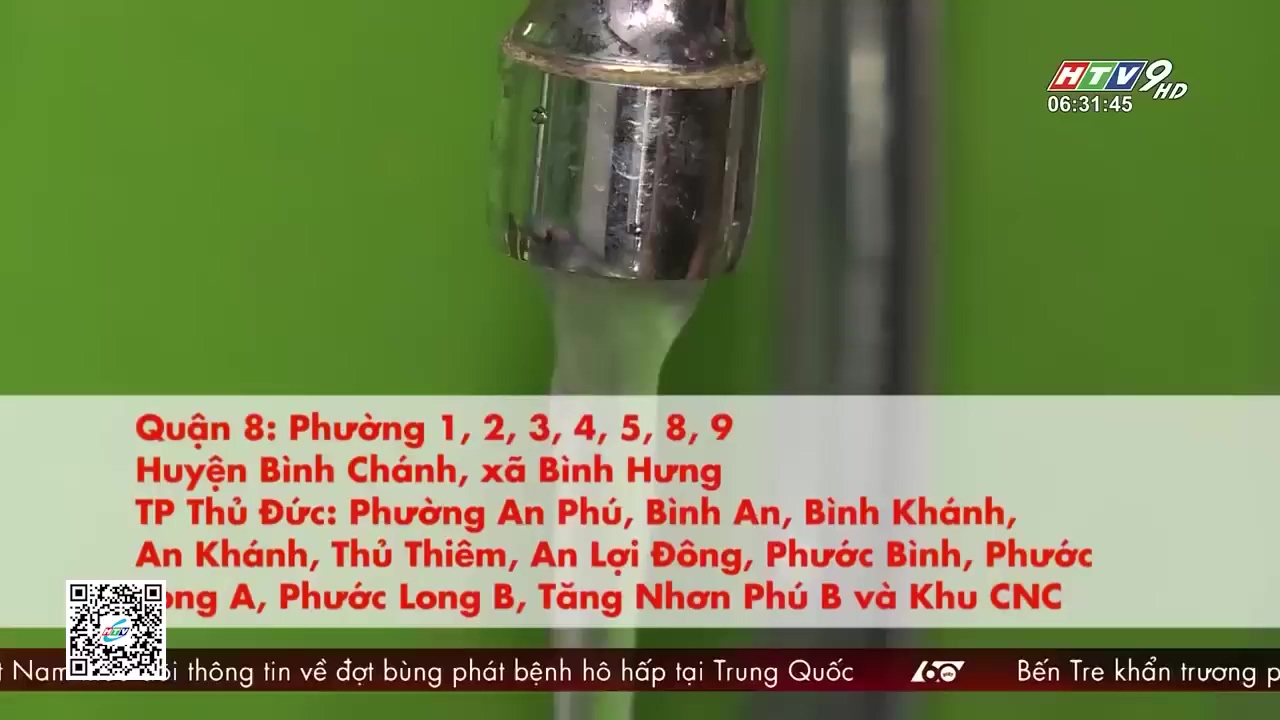 HTV9 HD
06:31:45
Quận 8: Phường 1, 2, 3, 4, 5, 8, 9
Huyện Bình Chánh, xã Bình Hưng
TP Thủ Đức: Phường An Phú, Bình An, Bình Khánh,
An Khánh, Thủ Thiêm, An Lợi Đông, Phước Bình, Phước
A, Phước Long B, Tăng Nhơn Phú B và Khu CNC
HTV
Nam thông tin về đợt bùng phát bệnh hô hấp tại Trung Quốc 60 Bến Tre khẩn trương